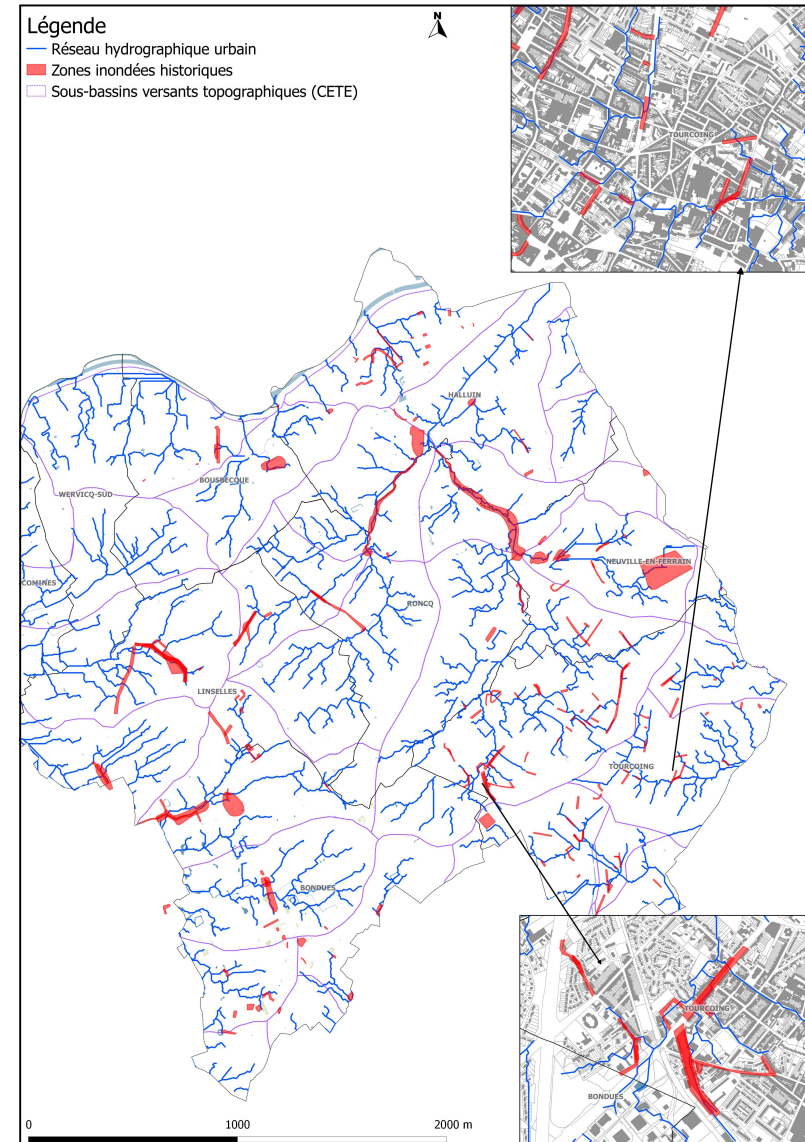 Légende
Réseau hydrographique urbain
Zones inondées historiques
Sous-bassins versants topographiques (CETE)
N
TOURCOING
HALLUIN
BOUSBECQUE
WERVICQ-SUD
NEUVILLE-EN-FERRAIN
COMINES
RONCQ
LINSELLES
TOURCOING
BONDUES
TOURCOING
BONDUES
0 1000 2000 m